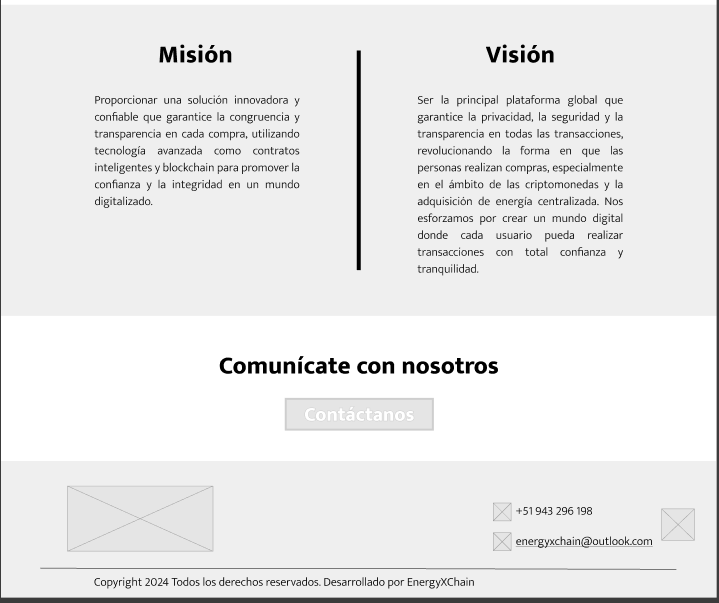 Misión
Proporcionar una solución innovadora y
confiable que garantice la congruencia y
transparencia en cada compra, utilizando
tecnología avanzada como contratos
inteligentes y blockchain para promover la
confianza y la integridad en un mundo
digitalizado.
Visión
Ser la principal plataforma global que
garantice la privacidad, la seguridad y la
transparencia en todas las transacciones,
revolucionando la forma en que las
personas realizan compras, especialmente
en el ámbito de las criptomonedas y la
adquisición de energía centralizada. Nos
esforzamos por crear un mundo digital
donde cada usuario pueda realizar
transacciones con total confianza y
tranquilidad.
Comunícate con nosotros
Contáctanos
+51 943 296 198
energyxchain@outlook.com
Copyright 2024 Todos los derechos reservados. Desarrollado por EnergyXChain